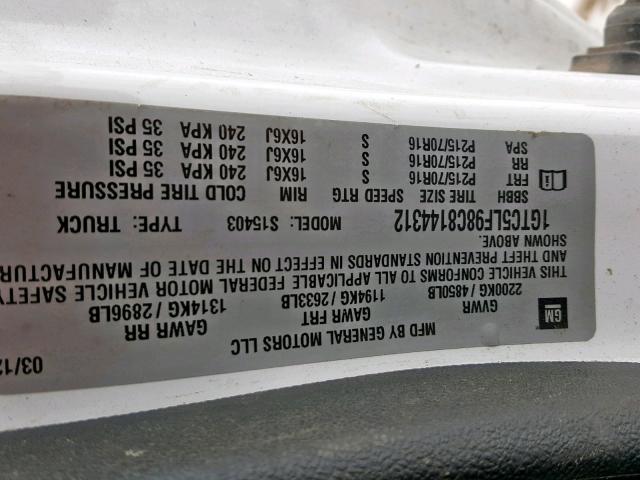 MFD BY GENERAL MOTORS LLC
03/12
GM
GVWR GAWR FRT GAWR RR
2200KG / 4850LB 1194KG / 2633LB 1314KG / 2896LB
THIS VEHICLE CONFORMS TO ALL APPLICABLE FEDERAL MOTOR VEHICLE SAFETY
AND THEFT PREVENTION STANDARDS IN EFFECT ON THE DATE OF MANUFACTUR
SHOWN ABOVE.
1GTC5LF98C8144312 MODEL: S15403 TYPE: TRUCK
SBBH TIRE SIZE SPEED RTG RIM COLD TIRE PRESSURE
FRT P215/70R16 S 16X6J 240 KPA 35 PSI
RR P215/70R16 S 16X6J 240 KPA 35 PSI
SPA P215/70R16 S 16X6J 240 KPA 35 PSI